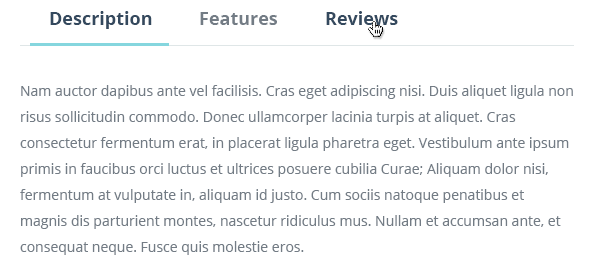 Description Features Reviews
Nam auctor dapibus ante vel facilisis. Cras eget adipiscing nisi. Duis aliquet ligula non
risus sollicitudin commodo. Donec ullamcorper lacinia turpis at aliquet. Cras
consectetur fermentum erat, in placerat ligula pharetra eget. Vestibulum ante ipsum
primis in faucibus orci luctus et ultrices posuere cubilia Curae; Aliquam dolor nisi,
fermentum at vulputate in, aliquam id justo. Cum sociis natoque penatibus et
magnis dis parturient montes, nascetur ridiculus mus. Nullam et accumsan ante, et
consequat neque. Fusce quis molestie eros.